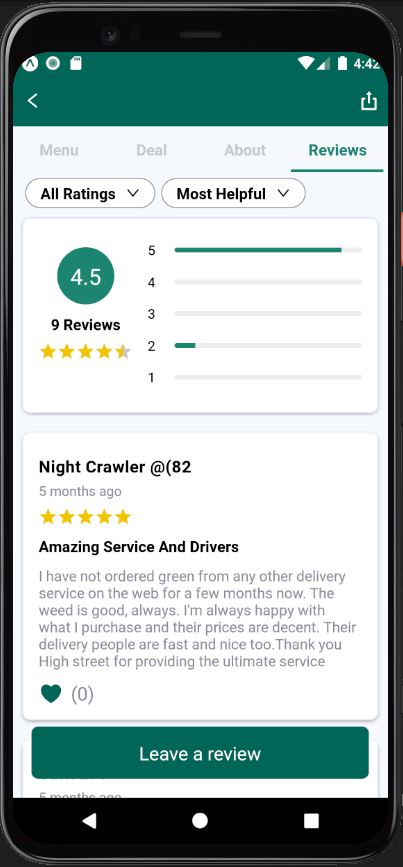 4:42
Menu Deal About Reviews
All Ratings Most Helpful
5
4.5
4
3
9 Reviews
2
1
Night Crawler @(82
5 months ago
Amazing Service And Drivers
I have not ordered green from any other delivery
service on the web for a few months now. The
weed is good, always. I'm always happy with
what I purchase and their prices are decent. Their
delivery people are fast and nice too.Thank you
High street for providing the ultimate service
(0)
Leave a review
5 months ago